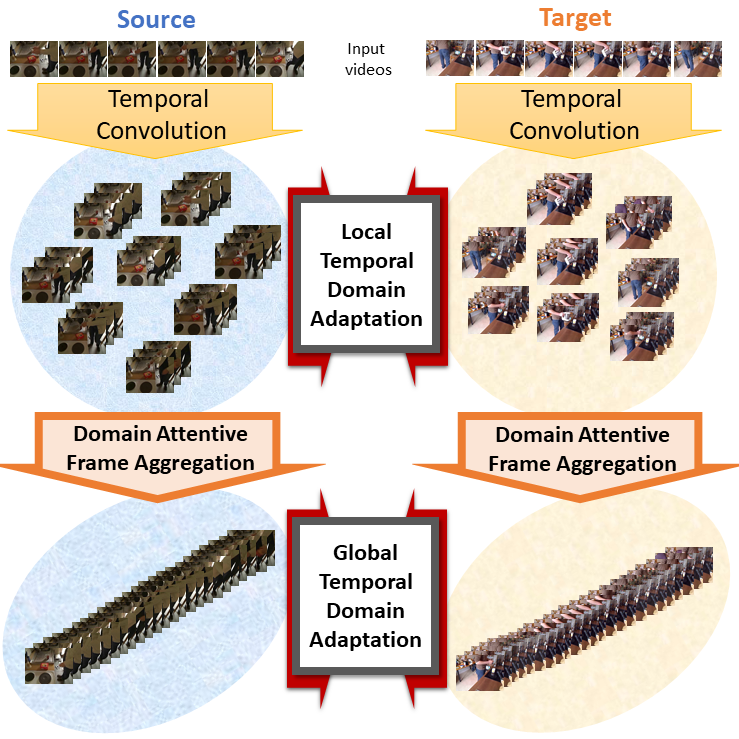 Source
Input
videos
Target
Temporal
Convolution
Temporal
Convolution
Local
Temporal
Domain
Adaptation
Domain Attentive
Frame Aggregation
Domain Attentive
Frame Aggregation
Global
Temporal
Domain
Adaptation